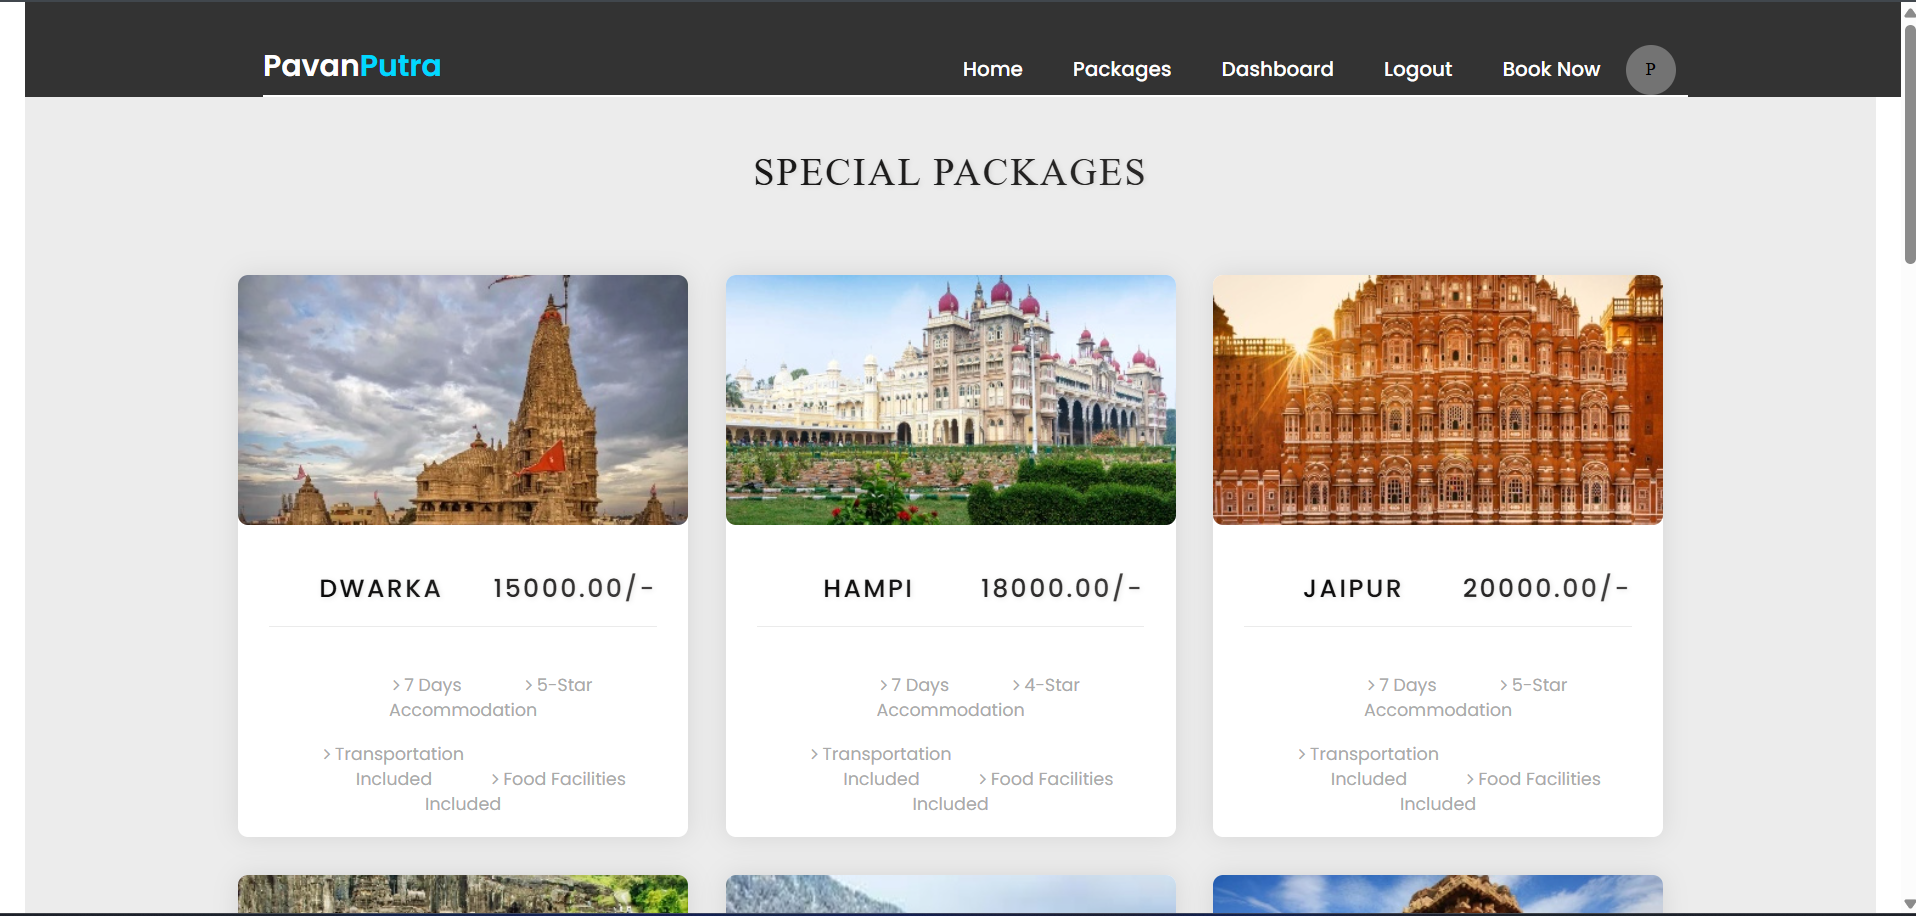 PavanPutra
Home Packages Dashboard Logout Book Now P
SPECIAL PACKAGES
DWARKA 15000.00/-
> 7 Days > 5-Star
Accommodation
> Transportation
Included > Food Facilities
Included
HAMPI 18000.00/-
> 7 Days > 4-Star
Accommodation
> Transportation
Included > Food Facilities
Included
JAIPUR 20000.00/-
> 7 Days > 5-Star
Accommodation
> Transportation
Included > Food Facilities
Included